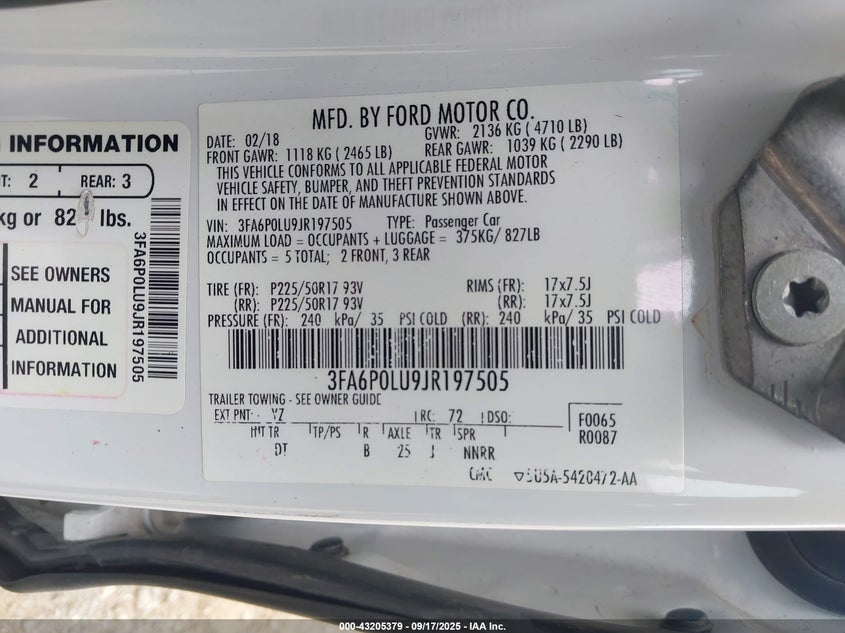 INFORMATION
T: 2 REAR: 3
kg or 82 lbs.
SEE OWNERS
MANUAL FOR
ADDITIONAL
INFORMATION
3FA6P0LU9JR197505
MFD. BY FORD MOTOR CO.
DATE: 02/18 GVWR: 2136 KG ( 4710 LB)
FRONT GAWR: 1118 KG ( 2465 LB) REAR GAWR: 1039 KG ( 2290 LB)
THIS VEHICLE CONFORMS TO ALL APPLICABLE FEDERAL MOTOR
VEHICLE SAFETY, BUMPER, AND THEFT PREVENTION STANDARDS
IN EFFECT ON THE DATE OF MANUFACTURE SHOWN ABOVE.
VIN: 3FA6P0LU9JR197505 TYPE: Passenger Car
MAXIMUM LOAD = OCCUPANTS + LUGGAGE = 375KG/ 827LB
OCCUPANTS = 5 TOTAL; 2 FRONT, 3 REAR
TIRE (FR): P225/50R17 93V RIMS (FR): 17x7.5J
(RR): P225/50R17 93V (RR): 17x7.5J
PRESSURE (FR): 240 kPa/ 35 PSI COLD (RR): 240 kPa/ 35 PSI COLD
3FA6P0LU9JR197505
TRAILER TOWING - SEE OWNER GUIDE
EXT PNT: YZ RC: 72 DSO: F0065
INT TR TP/PS R AXLE TR SPR R0087
DT B 25 J NNRR
CMC 5U5A-5420472-AA
000-43205379 - 09/17/2025 - IAA Inc.